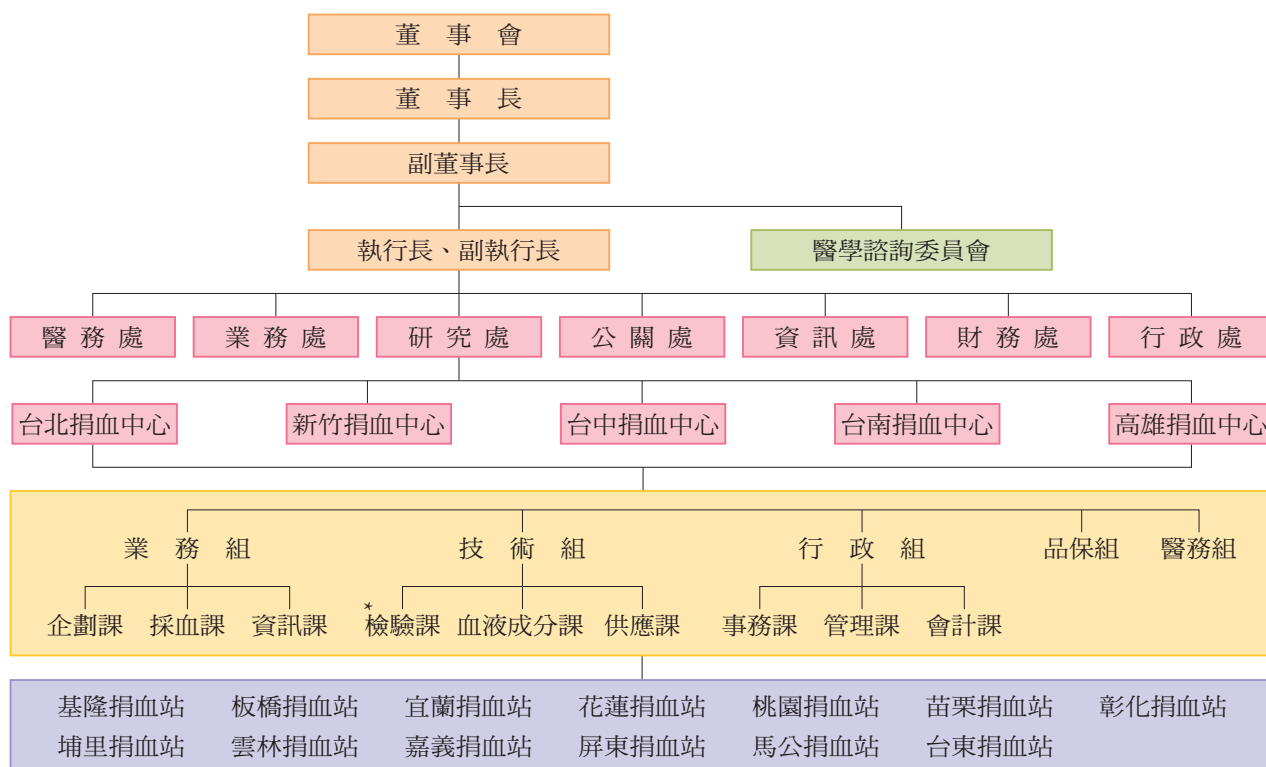 董事會
董事長
副董事長
執行長、副執行長 醫學諮詢委員會
醫務處 業務處 研究處 公關處 資訊處 財務處 行政處
台北捐血中心 新竹捐血中心 台中捐血中心 台南捐血中心 高雄捐血中心
業務組 技術組 行政組 品保組 醫務組
企劃課 採血課 資訊課 *檢驗課 血液成分課 供應課 事務課 管理課 會計課
基隆捐血站 板橋捐血站 宜蘭捐血站 花蓮捐血站 桃園捐血站 苗栗捐血站 彰化捐血站
埔里捐血站 雲林捐血站 嘉義捐血站 屏東捐血站 馬公捐血站 台東捐血站